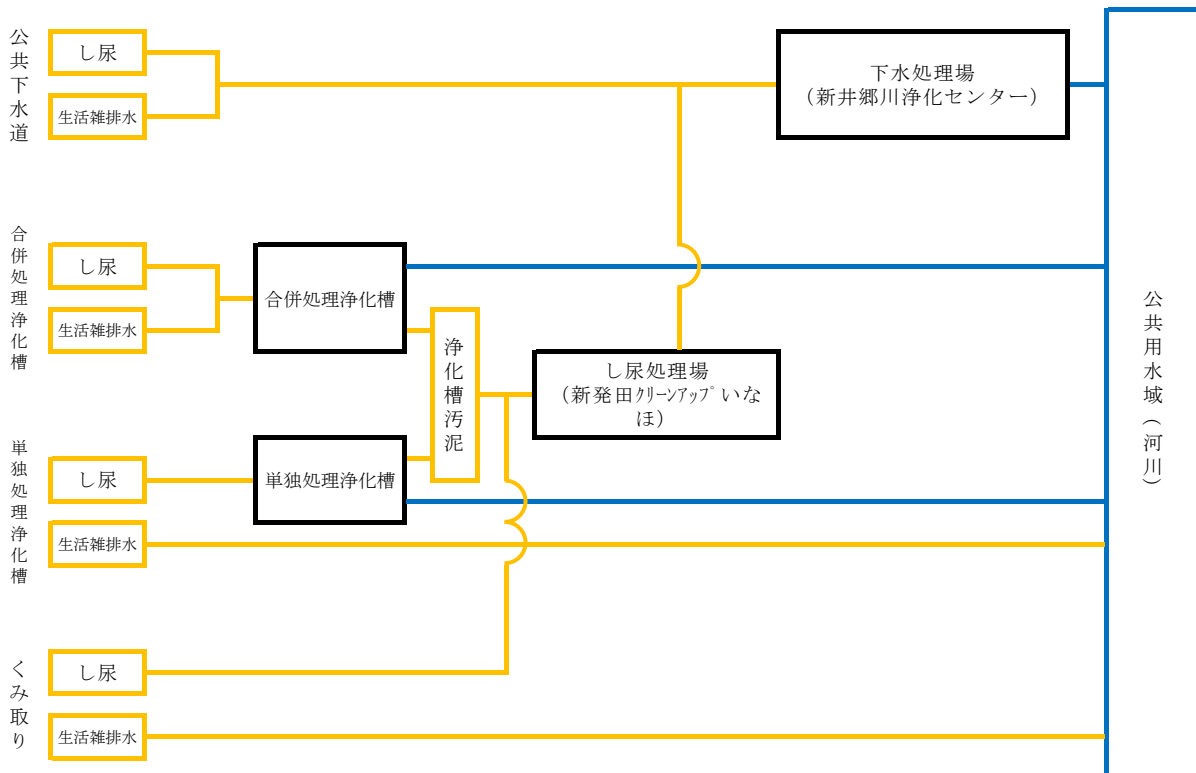 公共下水道
し尿
生活雑排水
下水処理場
（新井郷川浄化センター）
合併処理浄化槽
し尿
生活雑排水
合併処理浄化槽
浄化槽汚泥
し尿処理場
（新発田ｸﾘｰﾝｱｯﾌﾟいな
ほ）
単独処理浄化槽
し尿
生活雑排水
単独処理浄化槽
くみ取り
し尿
生活雑排水
公共用水域（河川）